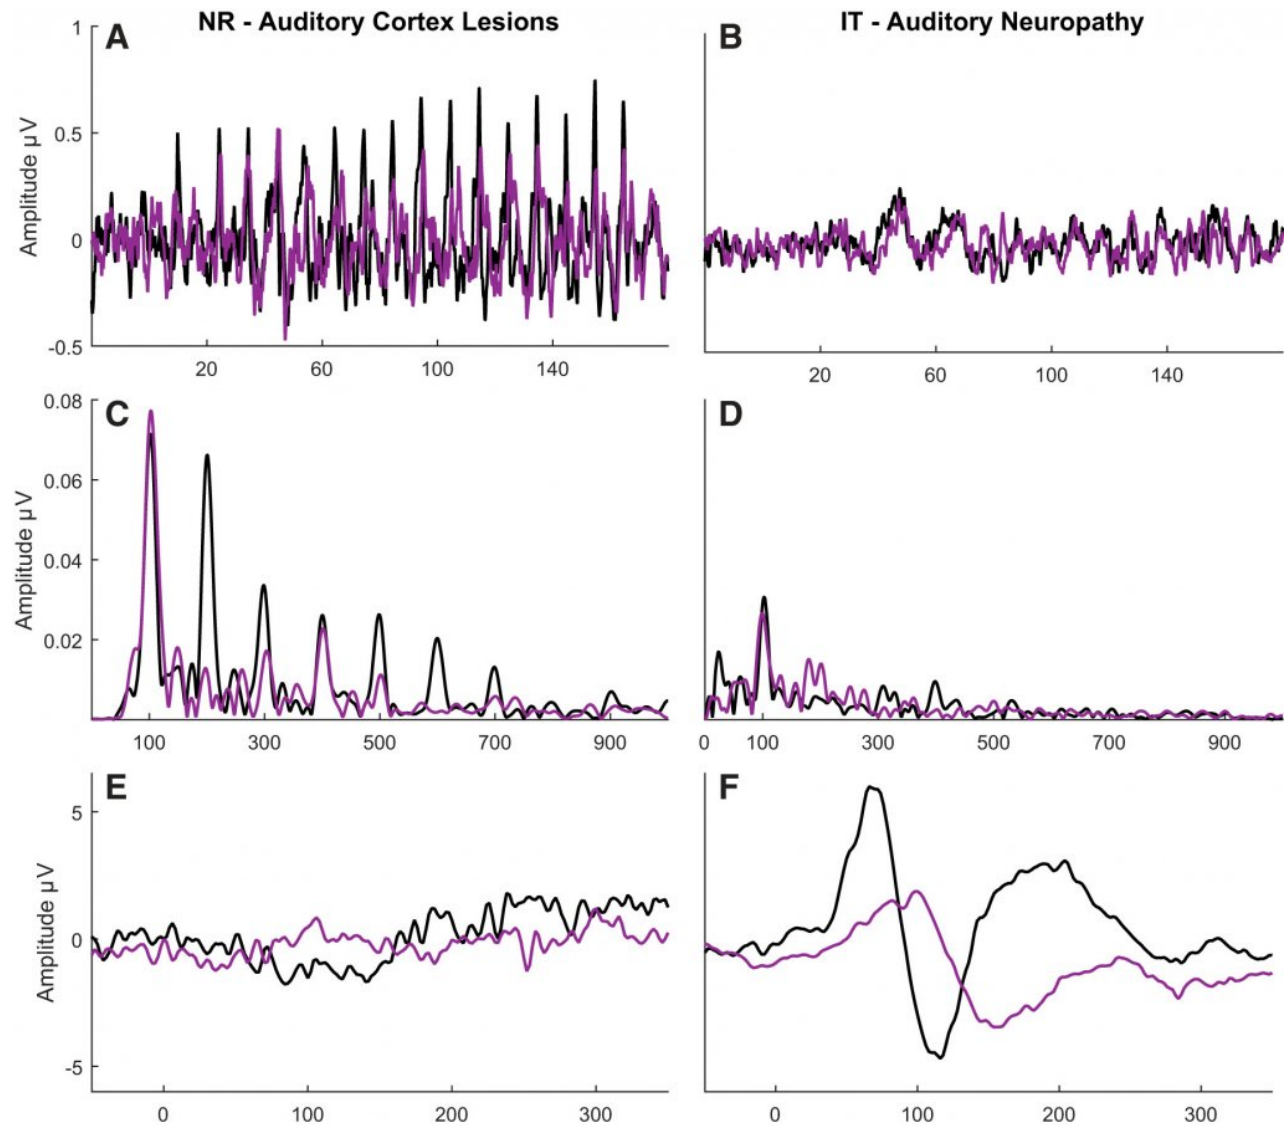 NR - Auditory Cortex Lesions
IT - Auditory Neuropathy
A
B
1
0.5
0
-0.5
Amplitude µV
20 60 100 140
20 60 100 140
C
D
0.08
0.06
0.04
0.02
Amplitude µV
100 300 500 700 900
0 100 300 500 700 900
E
F
5
0
-5
Amplitude µV
0 100 200 300
0 100 200 300